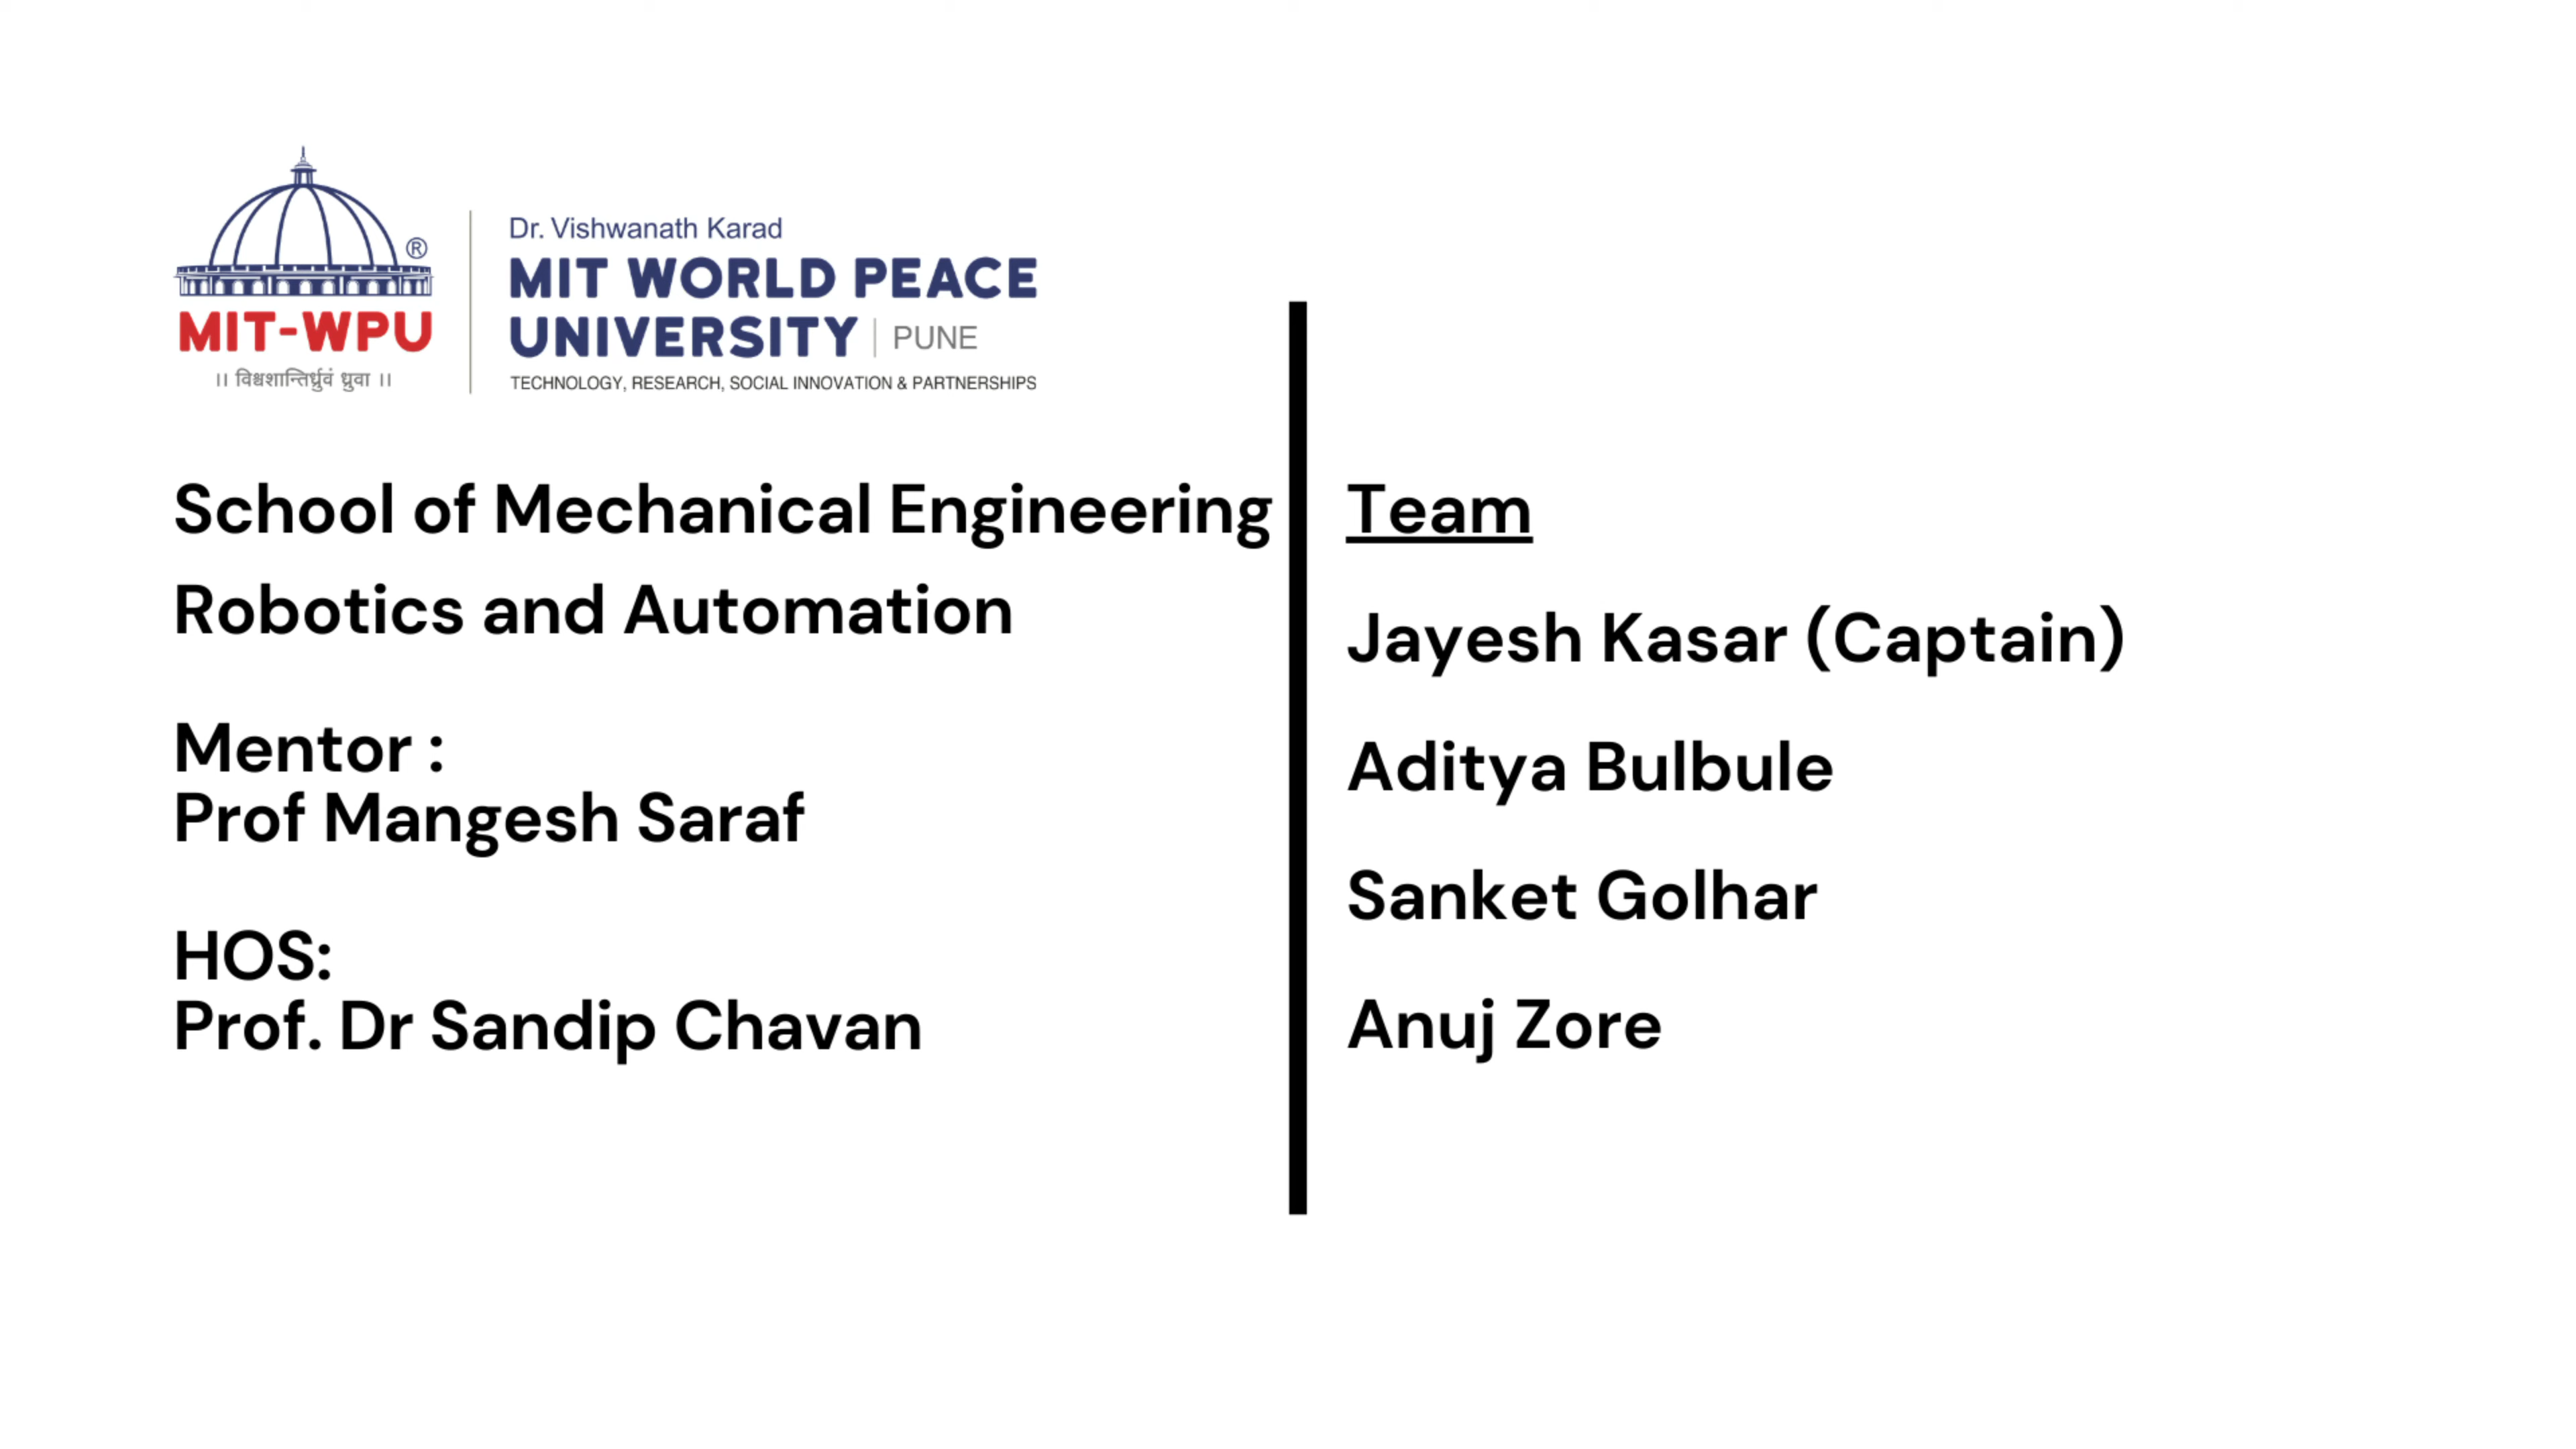 ®
MIT-WPU
॥ विश्वशान्तिर्ध्रुवं ध्रुवा ॥
Dr. Vishwanath Karad
MIT WORLD PEACE
UNIVERSITY | PUNE
TECHNOLOGY, RESEARCH, SOCIAL INNOVATION & PARTNERSHIPS
School of Mechanical Engineering
Robotics and Automation
Mentor :
Prof Mangesh Saraf
HOS:
Prof. Dr Sandip Chavan
Team
Jayesh Kasar (Captain)
Aditya Bulbule
Sanket Golhar
Anuj Zore